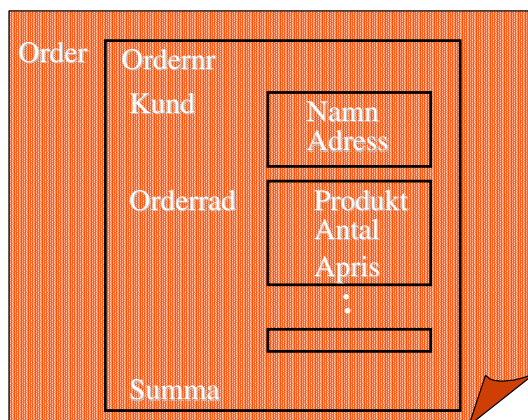 Order
Ordernr
Kund
Namn
Adress
Orderrad
Produkt
Antal
Apris
:
Summa